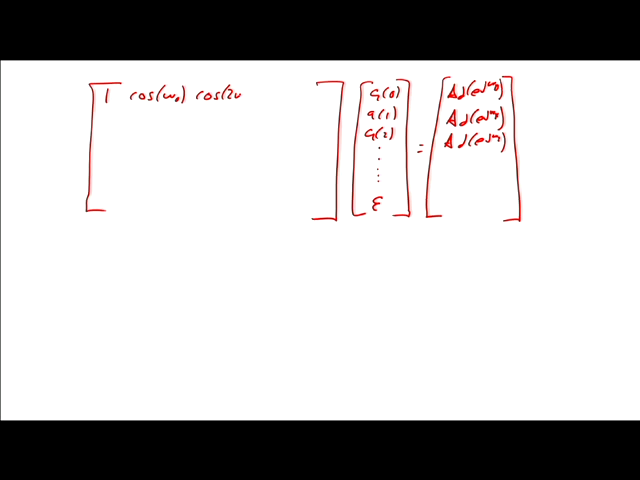 1 cos(ω₀) cos(2ω
a(0)
a(1)
a(2)
⋮
ε
=
Ad(e^jω₀)
Ad(e^jω₁)
Ad(e^jω₂)